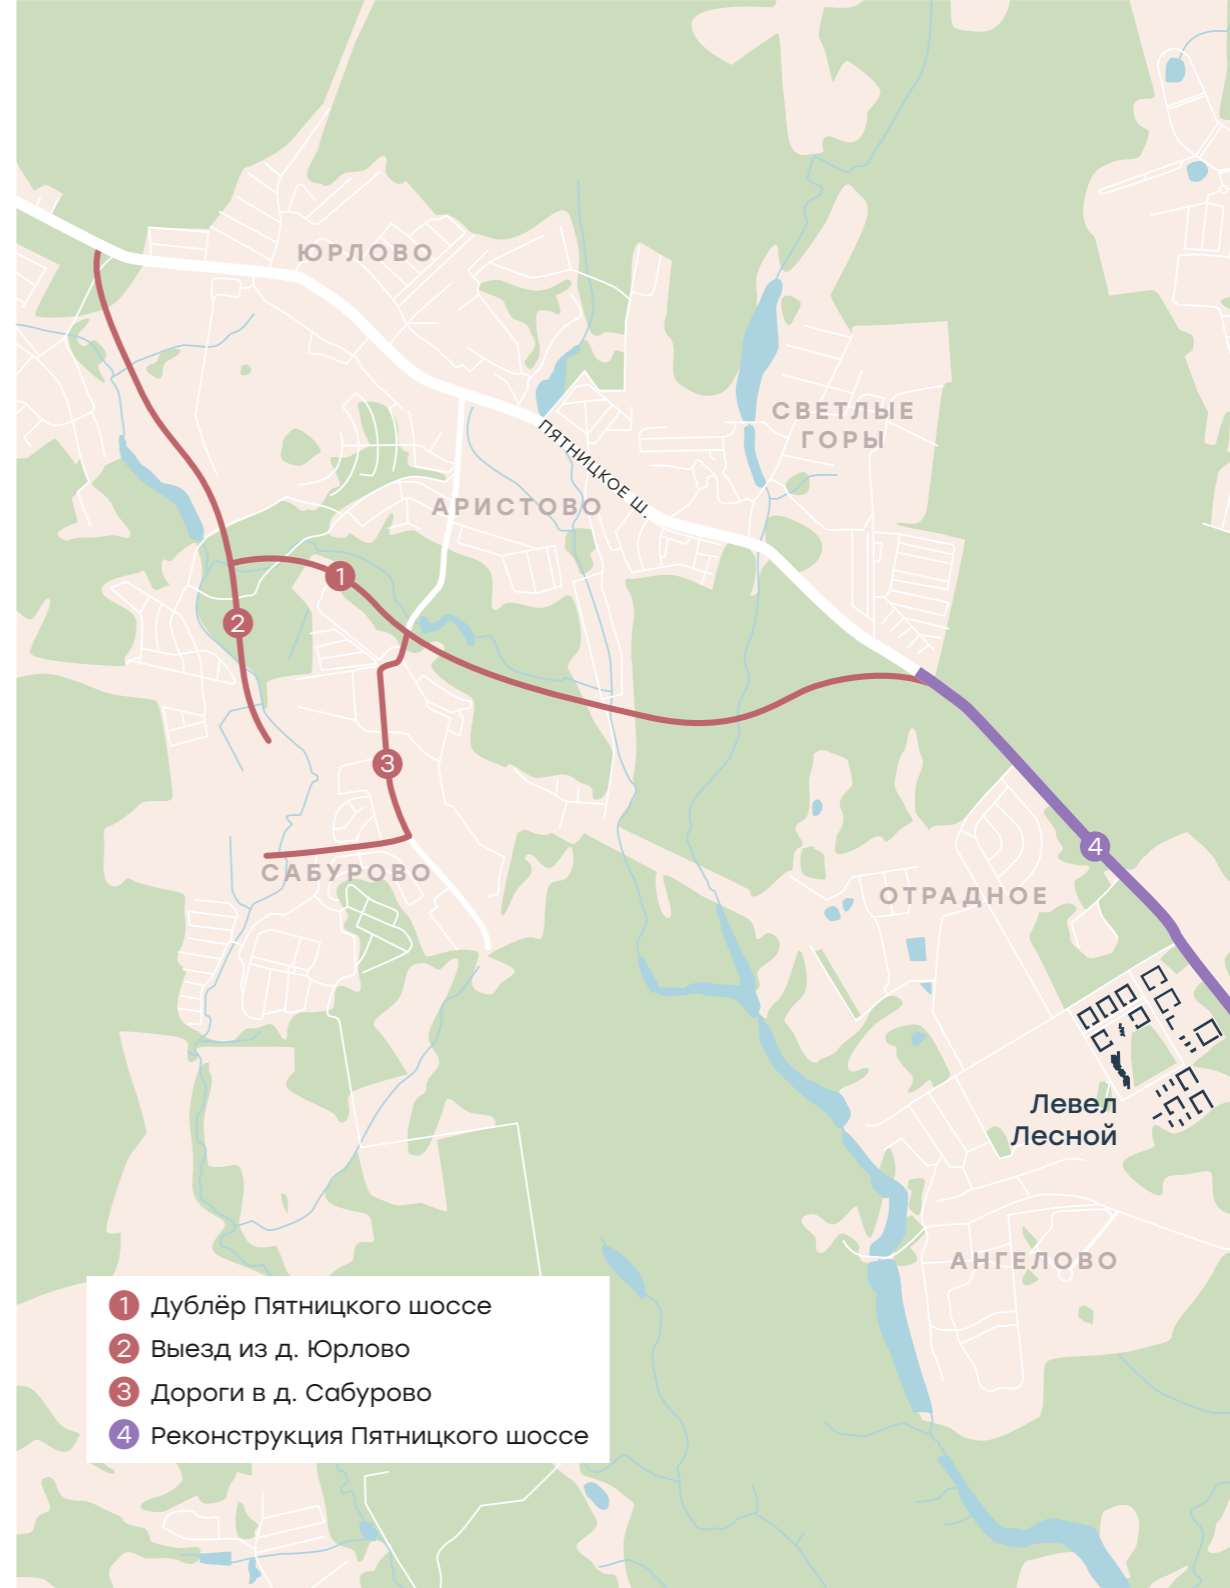 ЮРЛОВО
СВЕТЛЫЕ
ГОРЫ
ПЯТНИЦКОЕ Ш.
АРИСТОВО
1
2
3
4
САБУРОВО
ОТРАДНОЕ
Левел
Лесной
АНГЕЛОВО
1 Дублёр Пятницкого шоссе
2 Выезд из д. Юрлово
3 Дороги в д. Сабурово
4 Реконструкция Пятницкого шоссе